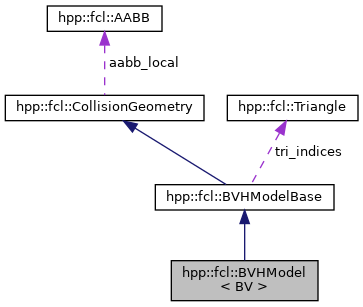 hpp::fcl::AABB
aabb_local
hpp::fcl::CollisionGeometry
hpp::fcl::Triangle
tri_indices
hpp::fcl::BVHModelBase
hpp::fcl::BVHModel
< BV >